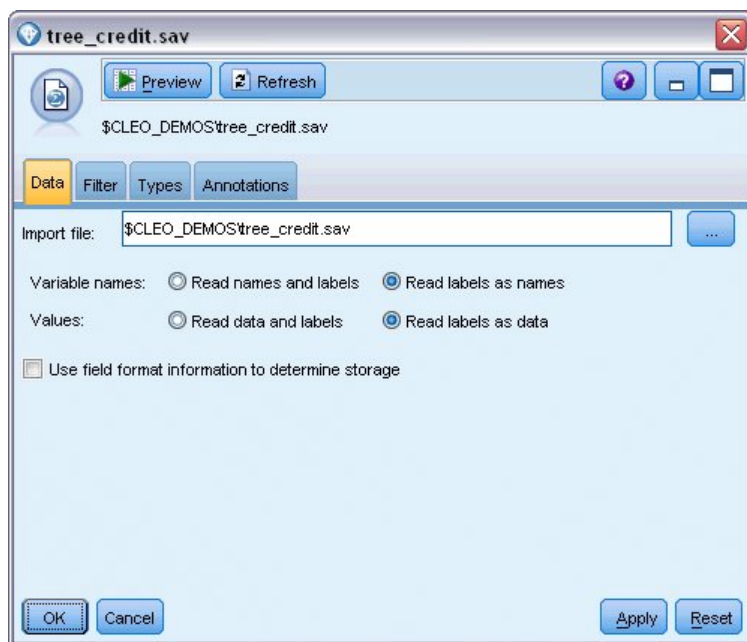 tree_credit.sav
Preview Refresh ?
$CLEO_DEMOS\tree_credit.sav
Data Filter Types Annotations
Import file: $CLEO_DEMOS\tree_credit.sav ...
Variable names: Read names and labels Read labels as names
Values: Read data and labels Read labels as data
Use field format information to determine storage
OK Cancel Apply Reset